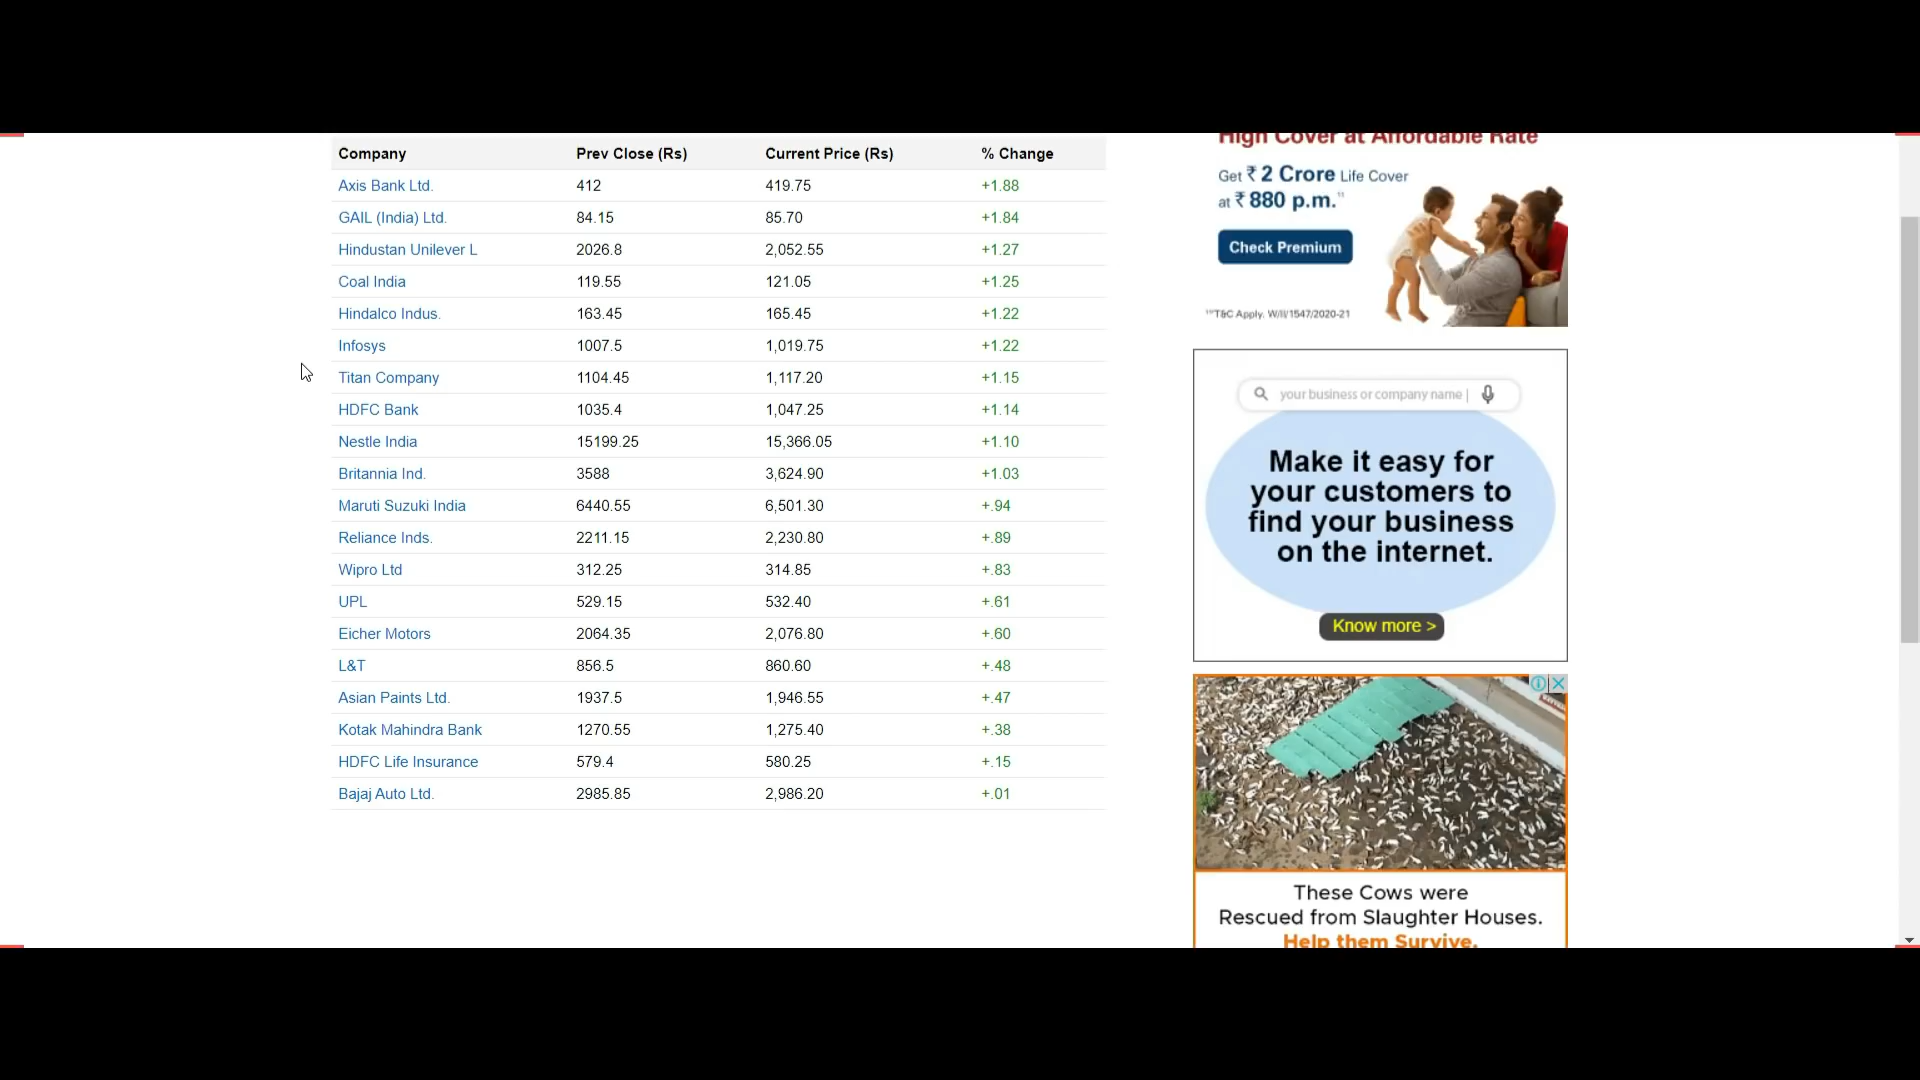 Company Prev Close (Rs) Current Price (Rs) % Change
Axis Bank Ltd. 412 419.75 +1.88
GAIL (India) Ltd. 84.15 85.70 +1.84
Hindustan Unilever L 2026.8 2,052.55 +1.27
Coal India 119.55 121.05 +1.25
Hindalco Indus. 163.45 165.45 +1.22
Infosys 1007.5 1,019.75 +1.22
Titan Company 1104.45 1,117.20 +1.15
HDFC Bank 1035.4 1,047.25 +1.14
Nestle India 15199.25 15,366.05 +1.10
Britannia Ind. 3588 3,624.90 +1.03
Maruti Suzuki India 6440.55 6,501.30 +.94
Reliance Inds. 2211.15 2,230.80 +.89
Wipro Ltd 312.25 314.85 +.83
UPL 529.15 532.40 +.61
Eicher Motors 2064.35 2,076.80 +.60
L&T 856.5 860.60 +.48
Asian Paints Ltd. 1937.5 1,946.55 +.47
Kotak Mahindra Bank 1270.55 1,275.40 +.38
HDFC Life Insurance 579.4 580.25 +.15
Bajaj Auto Ltd. 2985.85 2,986.20 +.01
High Cover at Affordable Rate
Get ₹ 2 Crore Life Cover
at ₹ 880 p.m.
Check Premium
T&C Apply. W/II/1547/2020-21
your business or company name |
Make it easy for
your customers to
find your business
on the internet.
Know more >
These Cows were
Rescued from Slaughter Houses.
Help them Survive.